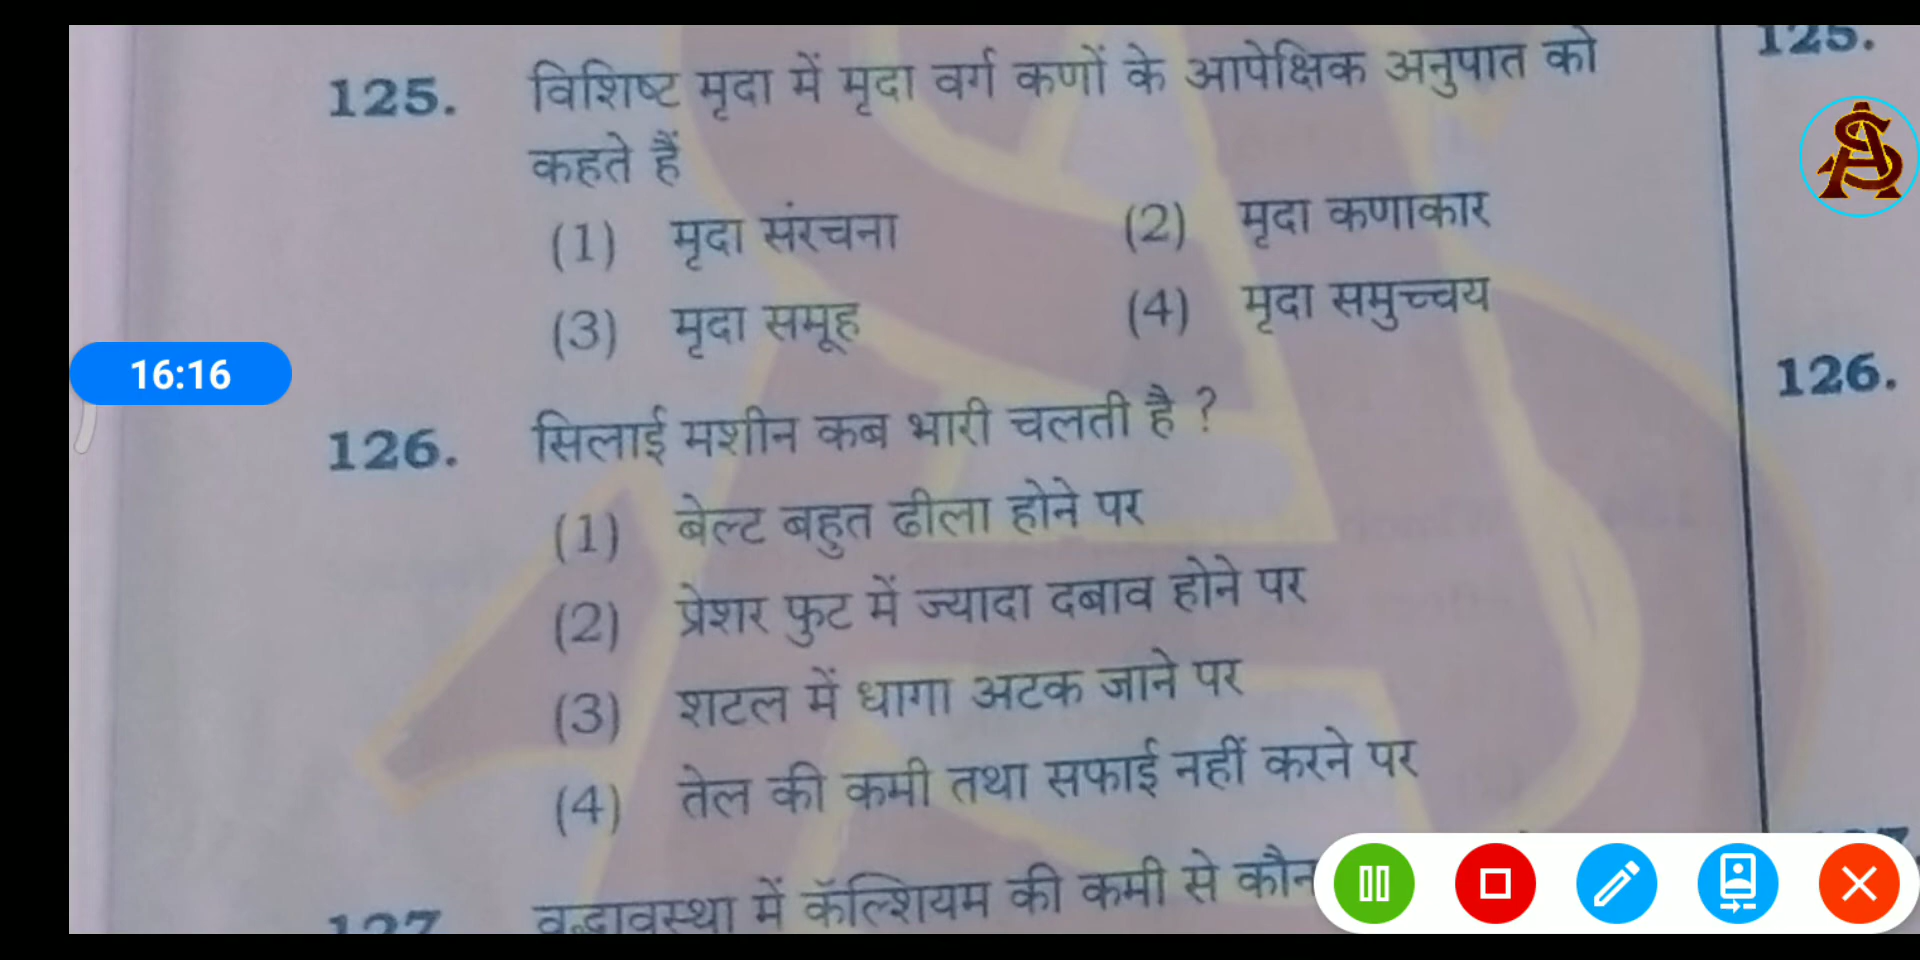 125. विशिष्ट मृदा में मृदा वर्ग कणों के आपेक्षिक अनुपात को
कहते हैं
(1) मृदा संरचना (2) मृदा कणाकार
(3) मृदा समूह (4) मृदा समुच्चय
126. सिलाई मशीन कब भारी चलती है ?
(1) बेल्ट बहुत ढीला होने पर
(2) प्रेशर फुट में ज्यादा दबाव होने पर
(3) शटल में धागा अटक जाने पर
(4) तेल की कमी तथा सफाई नहीं करने पर
127 वृद्धावस्था में कॅल्शियम की कमी से कौन
125.
126.
16:16